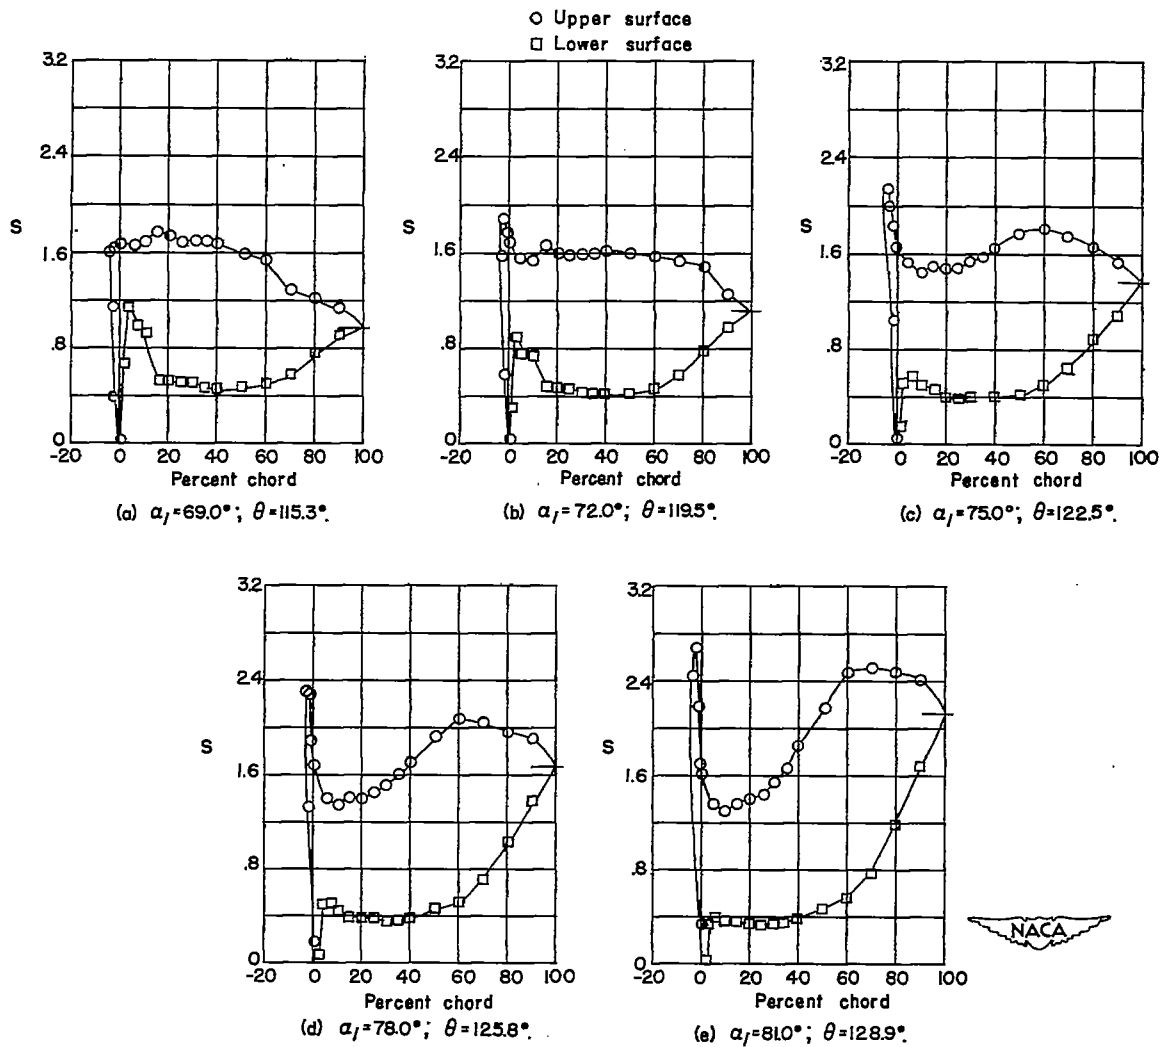 ○ Upper surface
□ Lower surface
3.2
2.4
S
1.6
.8
0
-20 0 20 40 60 80 100
Percent chord
(a) α₁=69.0°; θ=115.3°.
3.2
2.4
S
1.6
.8
0
-20 0 20 40 60 80 100
Percent chord
(b) α₁=72.0°; θ=119.5°.
3.2
2.4
S
1.6
.8
0
-20 0 20 40 60 80 100
Percent chord
(c) α₁=75.0°; θ=122.5°.
3.2
2.4
S
1.6
.8
0
-20 0 20 40 60 80 100
Percent chord
(d) α₁=78.0°; θ=125.8°.
3.2
2.4
S
1.6
.8
0
-20 0 20 40 60 80 100
Percent chord
(e) α₁=81.0°; θ=128.9°.
NACA